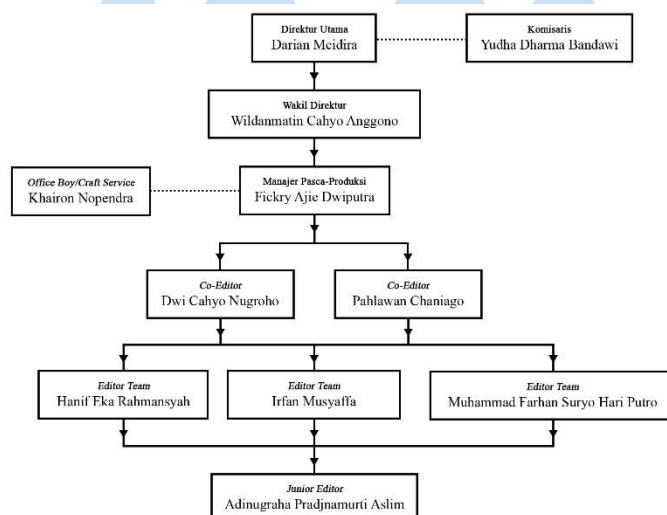 Direktur Utama
Darian Meidira
Komisaris
Yudha Dharma Bandawi
Wakil Direktur
Wildanmatin Cahyo Anggono
Office Boy/Craft Service
Khairon Nopendra
Manajer Pasca-Produksi
Fickry Ajie Dwiputra
Co-Editor
Dwi Cahyo Nugroho
Co-Editor
Pahlawan Chaniago
Editor Team
Hanif Eka Rahmansyah
Editor Team
Irfan Musyaffa
Editor Team
Muhammad Farhan Suryo Hari Putro
Junior Editor
Adinugraha Pradjnamurti Aslim